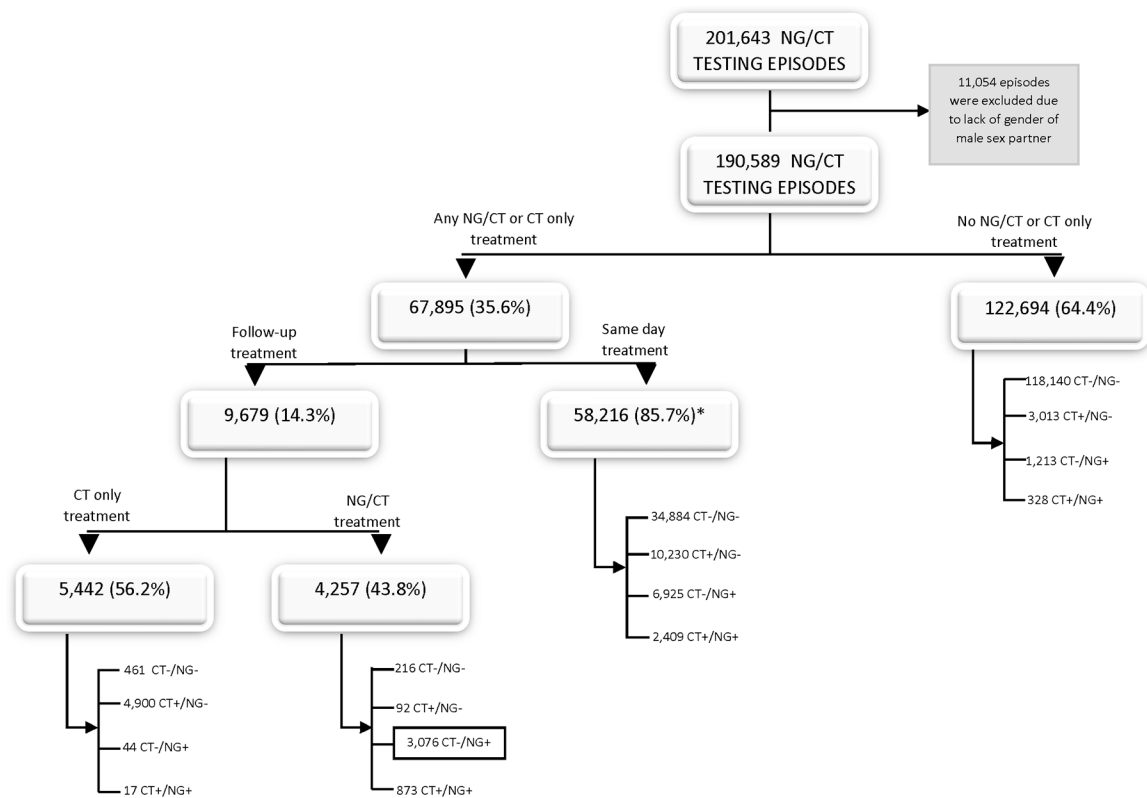 201,643 NG/CT
TESTING EPISODES
11,054 episodes
were excluded due
to lack of gender of
male sex partner
190,589 NG/CT
TESTING EPISODES
Any NG/CT or CT only
treatment
No NG/CT or CT only
treatment
67,895 (35.6%)
122,694 (64.4%)
Follow-up
treatment
Same day
treatment
118,140 CT-/NG-
3,013 CT+/NG-
1,213 CT-/NG+
328 CT+/NG+
9,679 (14.3%)
58,216 (85.7%)*
CT only
treatment
NG/CT
treatment
34,884 CT-/NG-
10,230 CT+/NG-
6,925 CT-/NG+
2,409 CT+/NG+
5,442 (56.2%)
4,257 (43.8%)
461 CT-/NG-
4,900 CT+/NG-
44 CT-/NG+
17 CT+/NG+
216 CT-/NG-
92 CT+/NG-
3,076 CT-/NG+
873 CT+/NG+